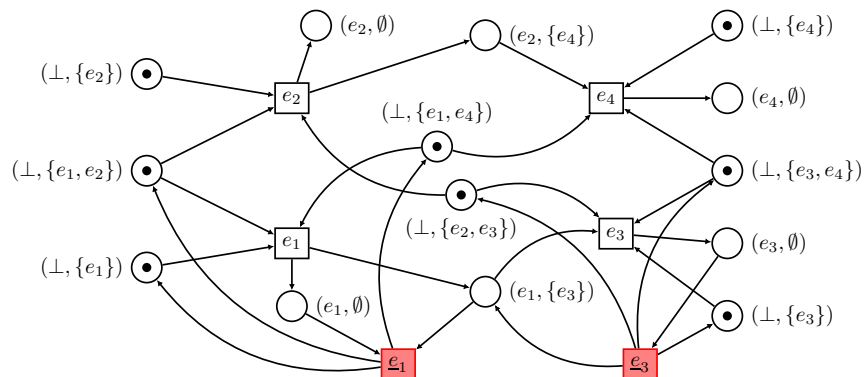 (e₂, ∅)
(e₂, {e₄})
(⊥, {e₄})
(⊥, {e₂})
e₂
e₄
(e₄, ∅)
(⊥, {e₁, e₄})
(⊥, {e₁, e₂})
(⊥, {e₃, e₄})
(⊥, {e₂, e₃})
e₁
e₃
(e₃, ∅)
(⊥, {e₁})
(e₁, ∅)
(e₁, {e₃})
(⊥, {e₃})
e̲₁
e̲₃